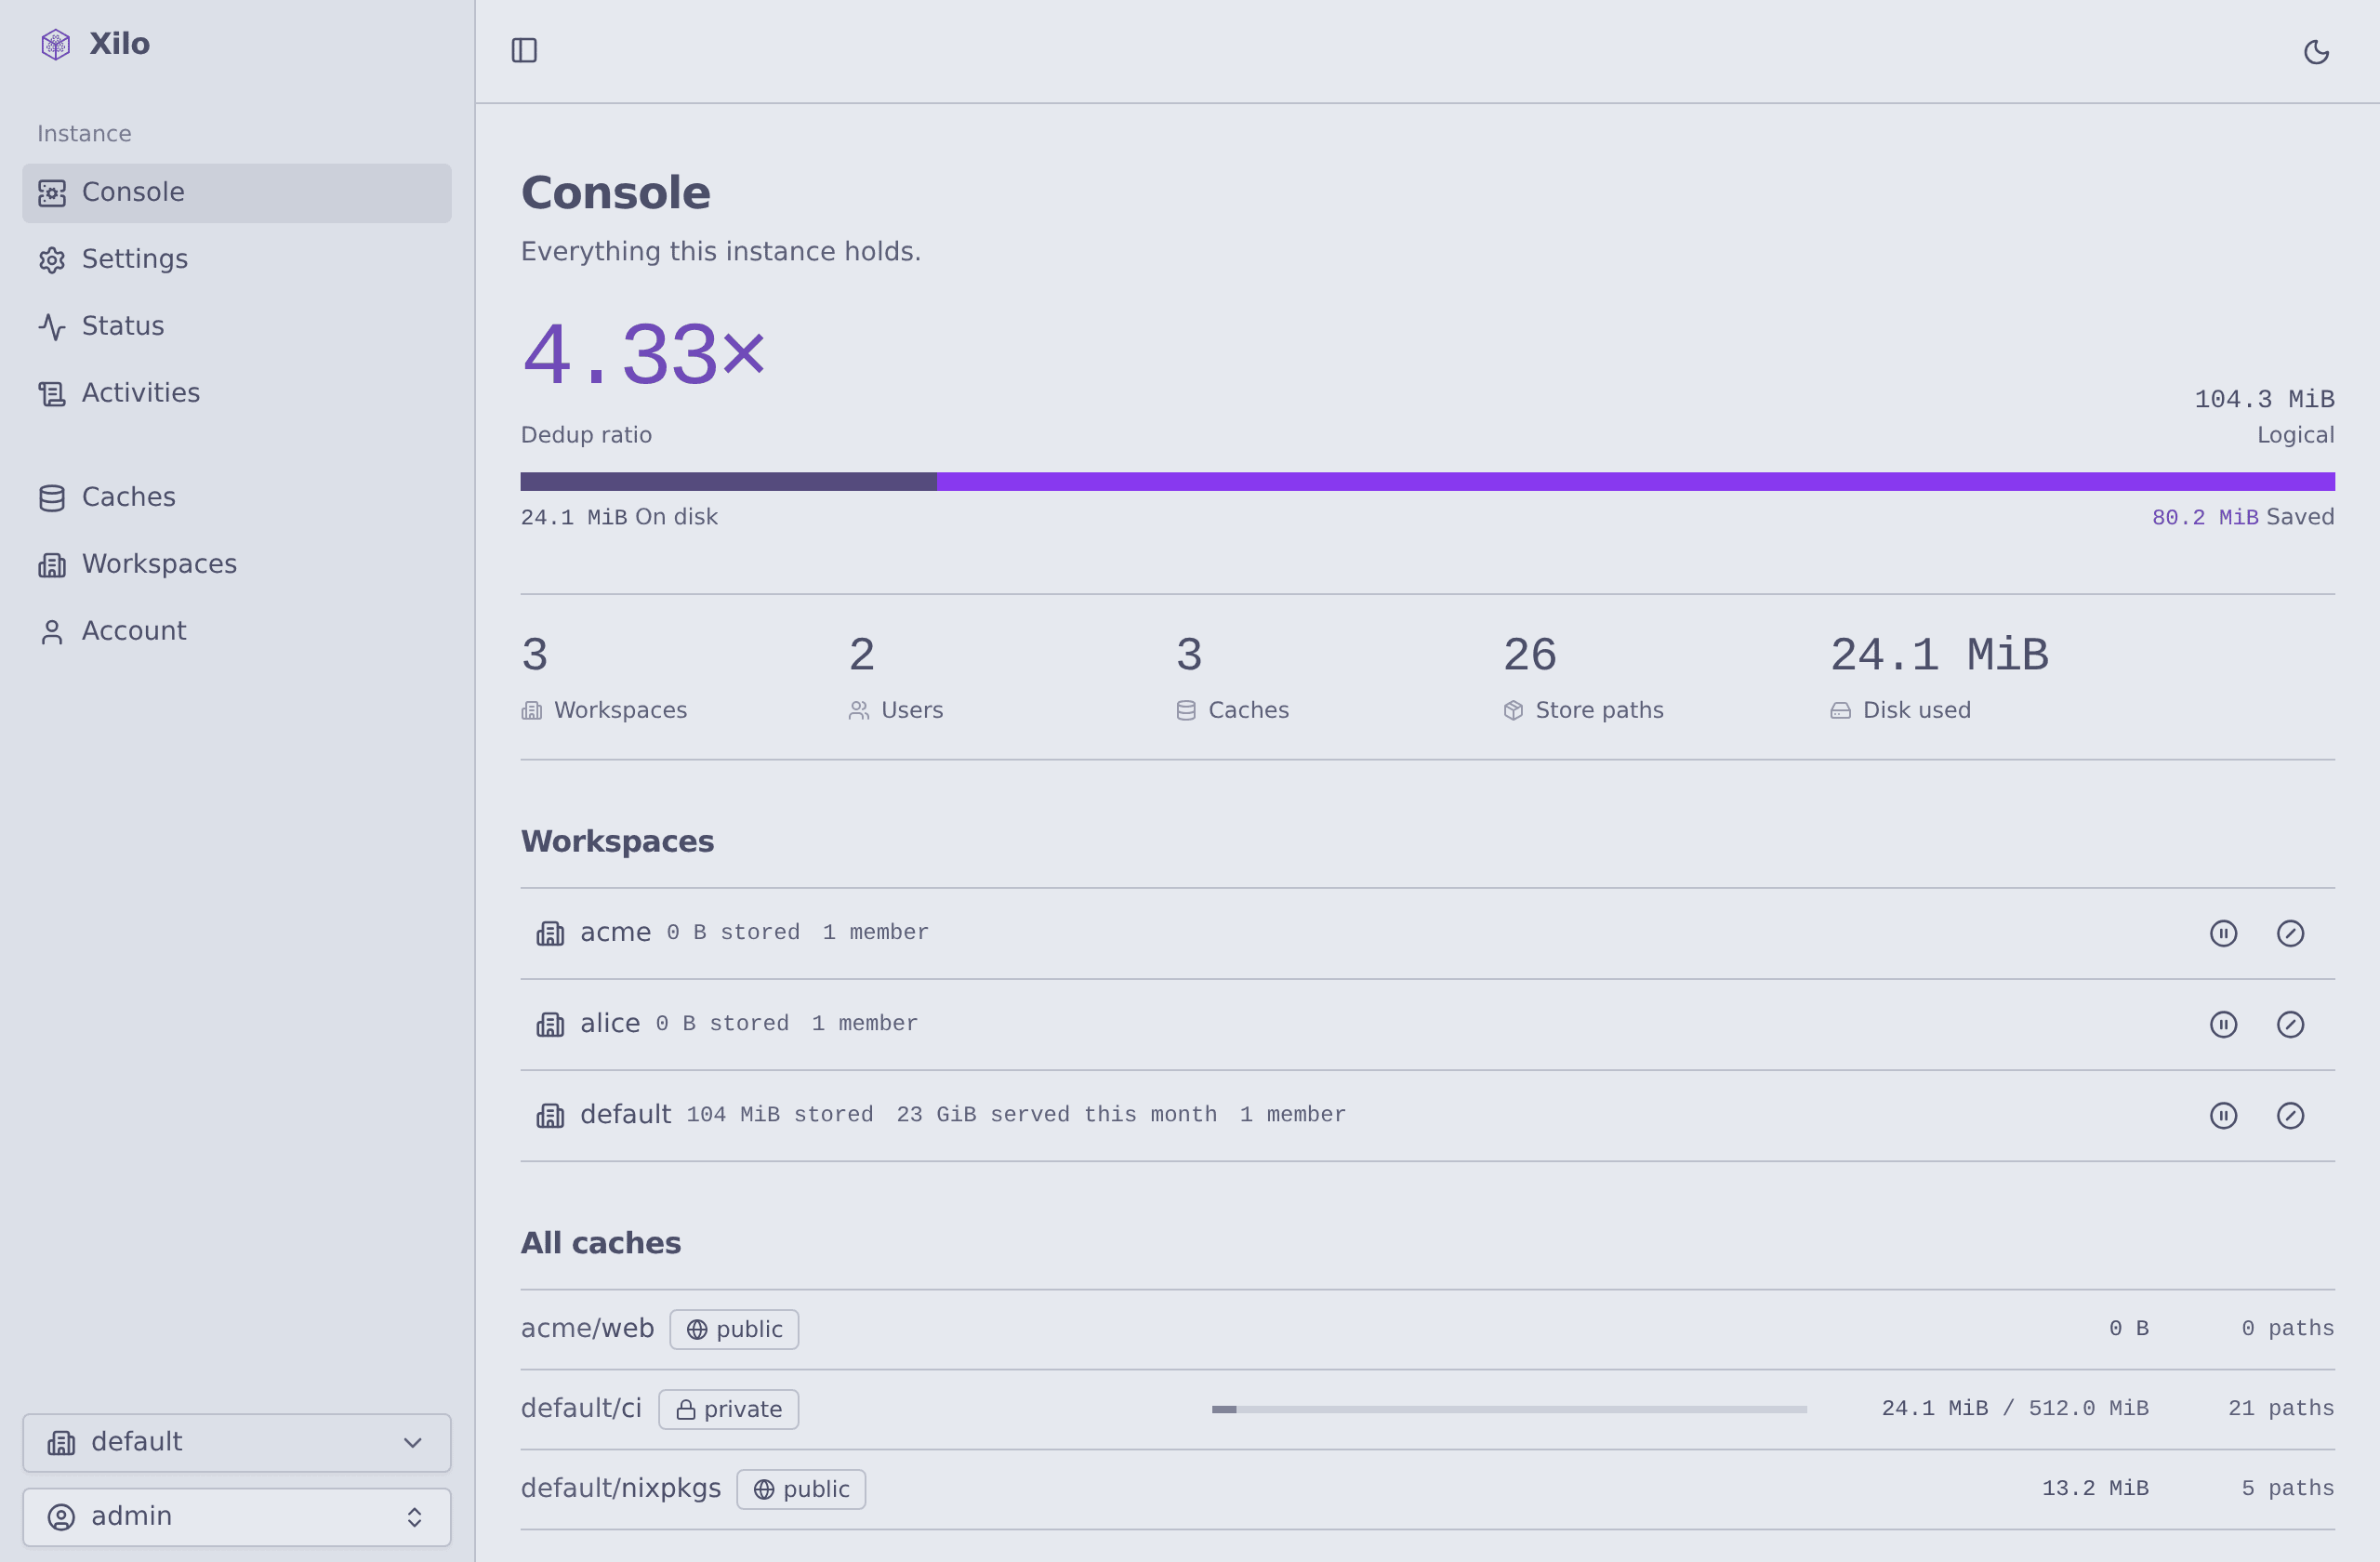 Xilo
Instance
Console
Settings
Status
Activities
Caches
Workspaces
Account
default
admin
Console
Everything this instance holds.
4.33×
Dedup ratio
104.3 MiB
Logical
24.1 MiB On disk
80.2 MiB Saved
3
Workspaces
2
Users
3
Caches
26
Store paths
24.1 MiB
Disk used
Workspaces
acme 0 B stored 1 member
alice 0 B stored 1 member
default 104 MiB stored 23 GiB served this month 1 member
All caches
acme/web public 0 B 0 paths
default/ci private 24.1 MiB / 512.0 MiB 21 paths
default/nixpkgs public 13.2 MiB 5 paths